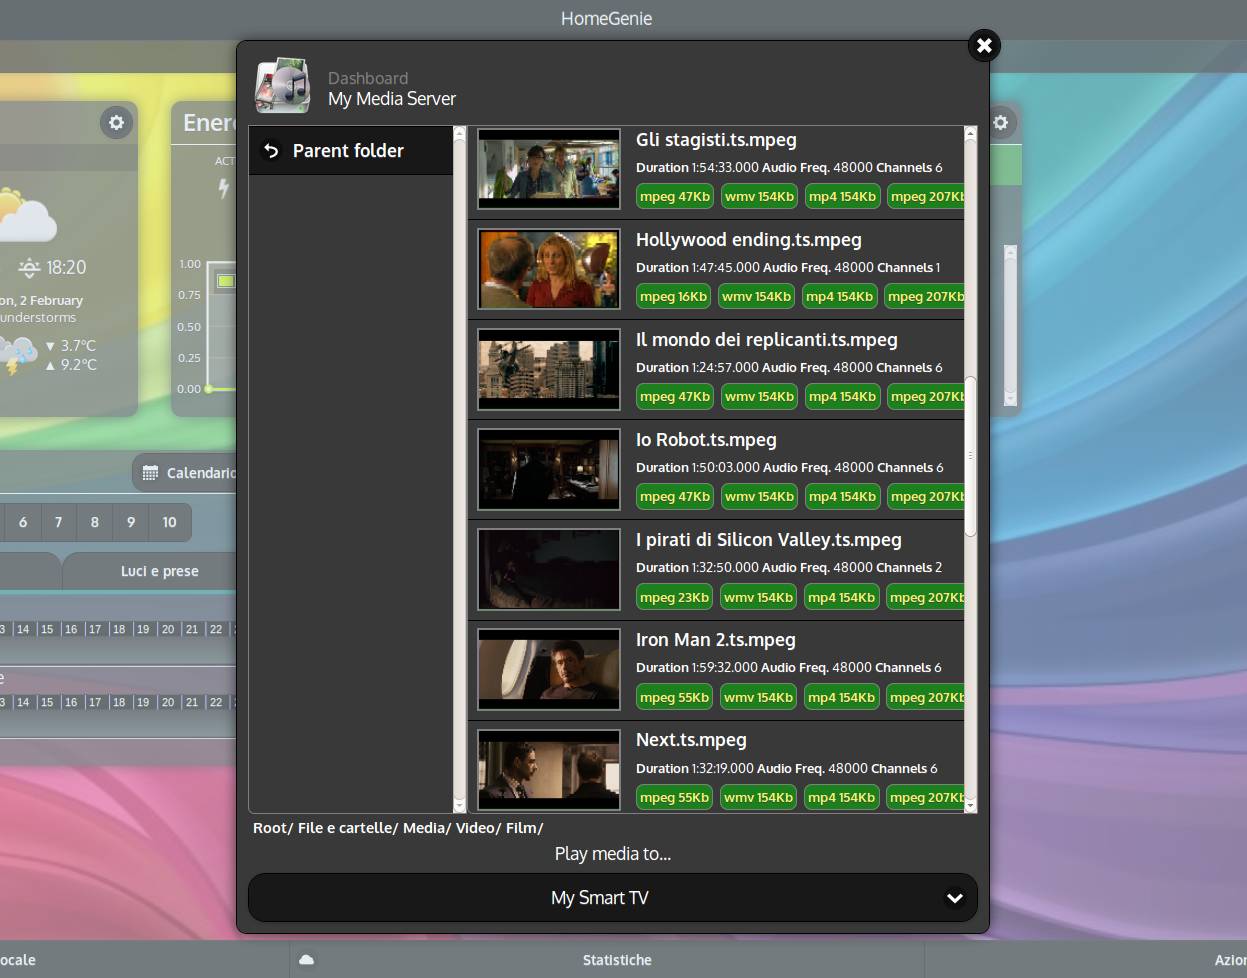 HomeGenie
Dashboard
My Media Server
Parent folder
Gli stagisti.ts.mpeg
Duration 1:54:33.000 Audio Freq. 48000 Channels 6
mpeg 47Kb wmv 154Kb mp4 154Kb mpeg 207Kb
Hollywood ending.ts.mpeg
Duration 1:47:45.000 Audio Freq. 48000 Channels 1
mpeg 16Kb wmv 154Kb mp4 154Kb mpeg 207Kb
Il mondo dei replicanti.ts.mpeg
Duration 1:24:57.000 Audio Freq. 48000 Channels 6
mpeg 47Kb wmv 154Kb mp4 154Kb mpeg 207Kb
Io Robot.ts.mpeg
Duration 1:50:03.000 Audio Freq. 48000 Channels 6
mpeg 47Kb wmv 154Kb mp4 154Kb mpeg 207Kb
I pirati di Silicon Valley.ts.mpeg
Duration 1:32:50.000 Audio Freq. 48000 Channels 2
mpeg 23Kb wmv 154Kb mp4 154Kb mpeg 207Kb
Iron Man 2.ts.mpeg
Duration 1:59:32.000 Audio Freq. 48000 Channels 6
mpeg 55Kb wmv 154Kb mp4 154Kb mpeg 207Kb
Next.ts.mpeg
Duration 1:32:19.000 Audio Freq. 48000 Channels 6
mpeg 55Kb wmv 154Kb mp4 154Kb mpeg 207Kb
Root/ File e cartelle/ Media/ Video/ Film/
Play media to...
My Smart TV
18:20
on, 2 February
understorms
▼ 3.7°C
▲ 9.2°C
Ener
ACT
1.00
0.75
0.50
0.25
0.00
Calendario
6 7 8 9 10
Luci e prese
3 14 15 16 17 18 19 20 21 22
e
3 14 15 16 17 18 19 20 21 22
ocale
Statistiche
Azion